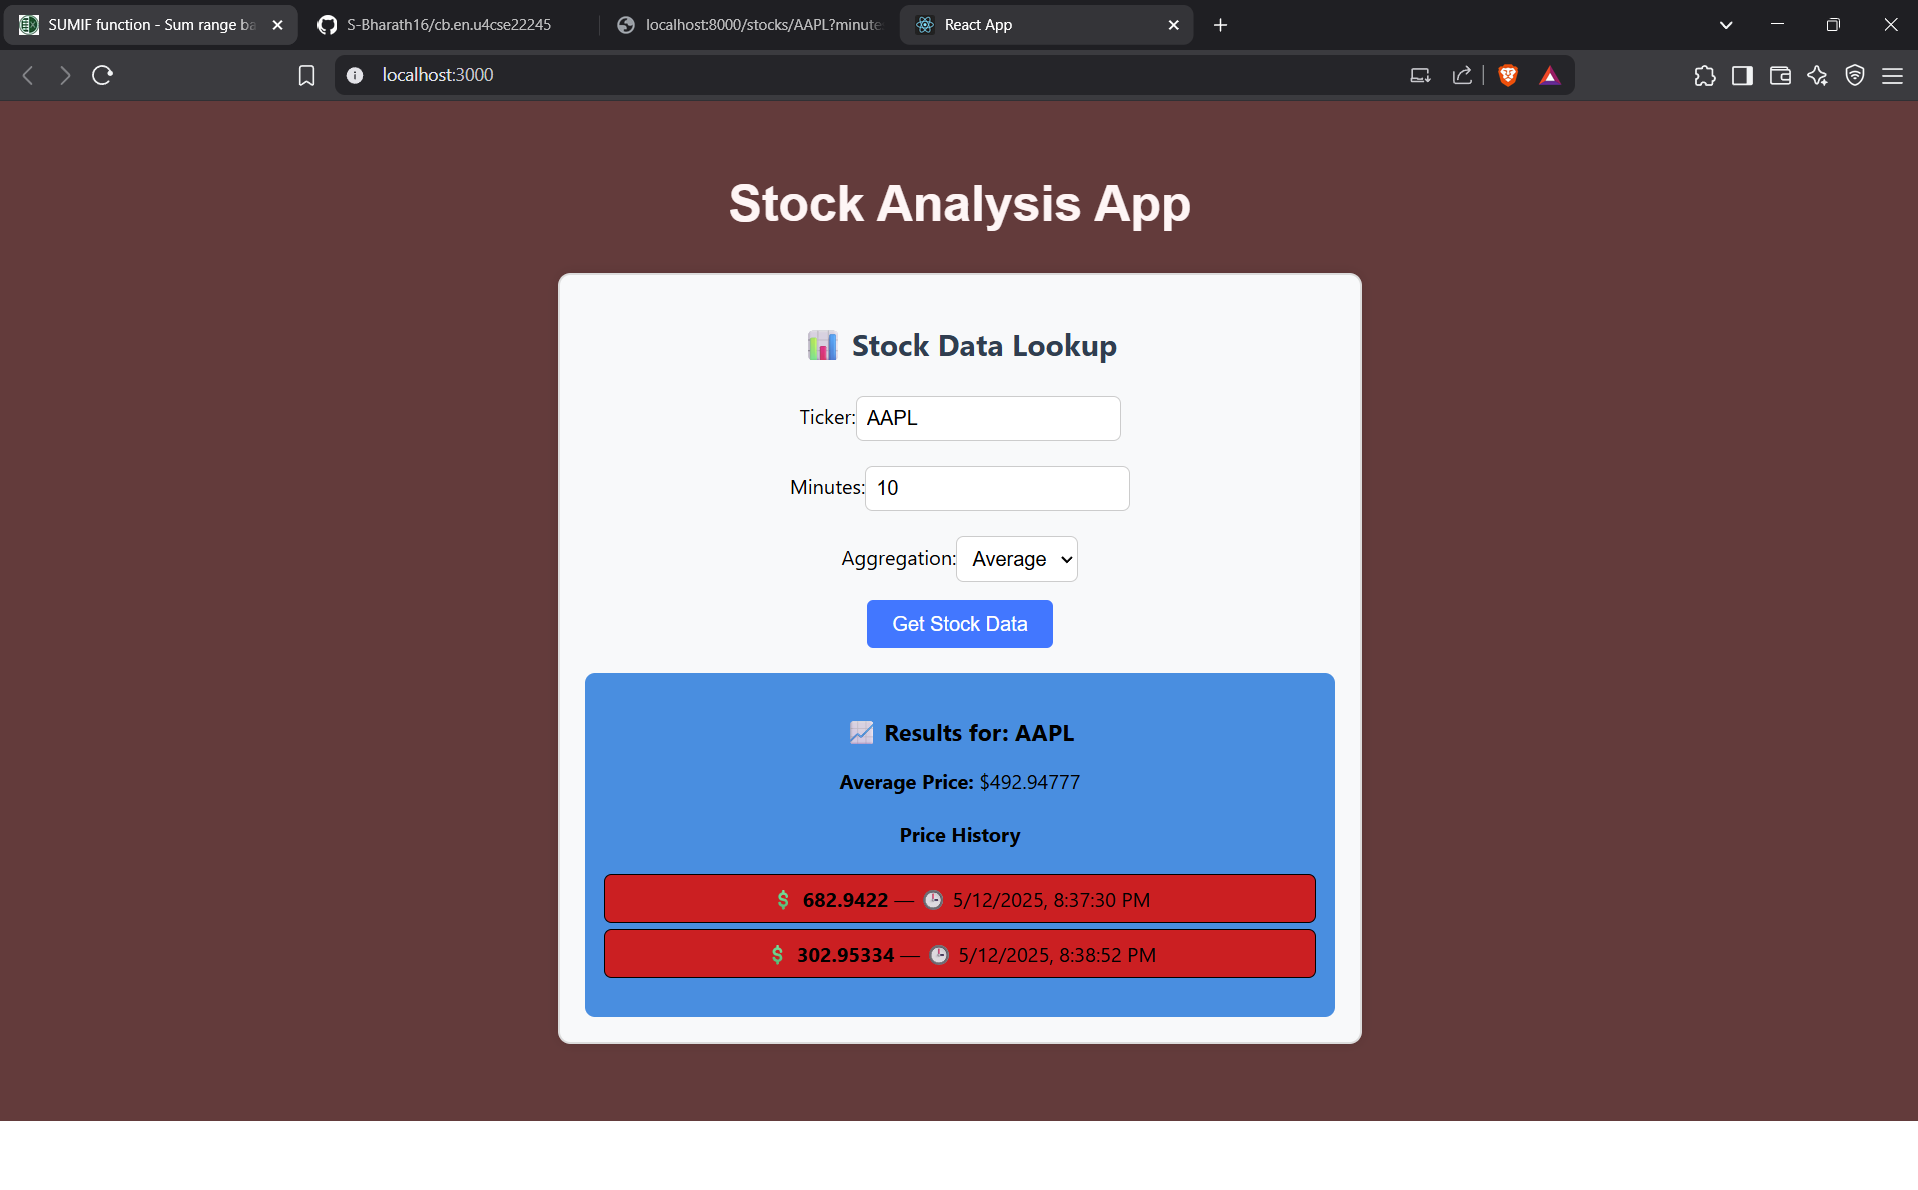 SUMIF function - Sum range ba
S-Bharath16/cb.en.u4cse22245
localhost:8000/stocks/AAPL?minute
React App
localhost:3000
Stock Analysis App
Stock Data Lookup
Ticker: AAPL
Minutes: 10
Aggregation: Average
Get Stock Data
Results for: AAPL
Average Price: $492.94777
Price History
$ 682.9422 — 5/12/2025, 8:37:30 PM
$ 302.95334 — 5/12/2025, 8:38:52 PM